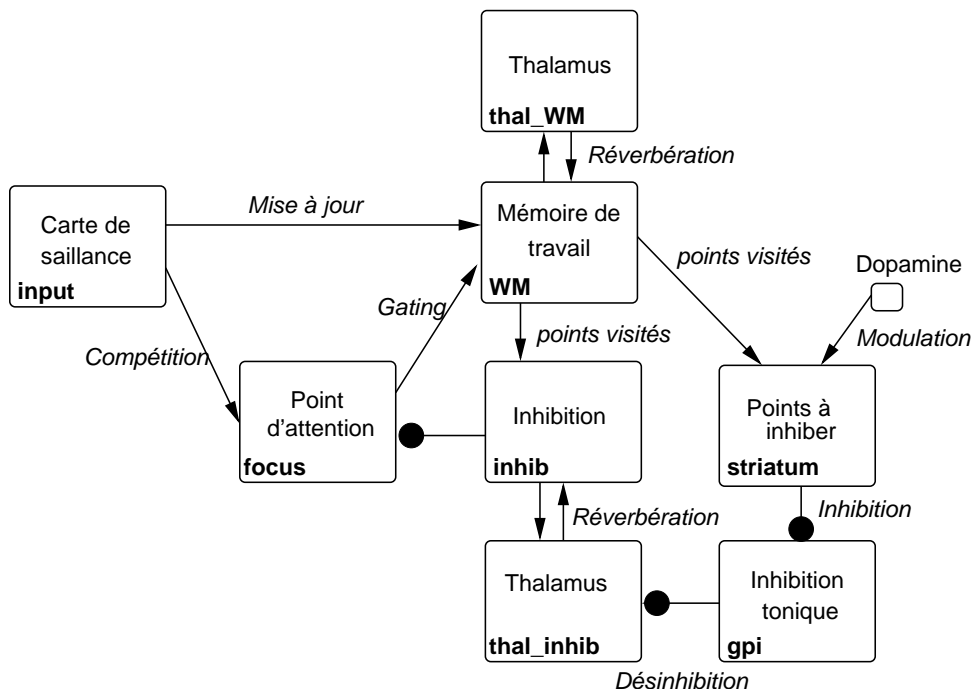 Thalamus
thal_WM
Réverbération
Carte de
saillance
input
Mise à jour
Mémoire de
travail
WM
points visités
Dopamine
Modulation
Gating
points visités
Compétition
Point
d’attention
focus
Inhibition
inhib
Points à
inhiber
striatum
Réverbération
Inhibition
Thalamus
thal_inhib
Inhibition
tonique
gpi
Désinhibition